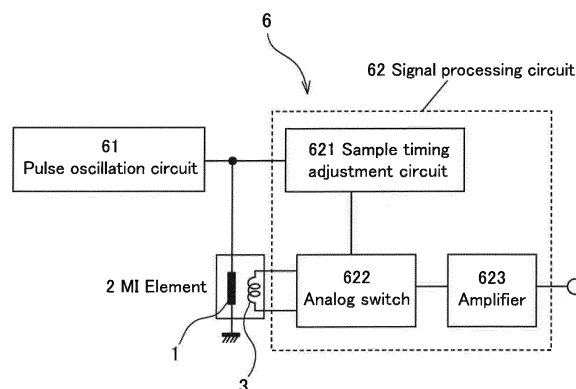 6
62 Signal processing circuit
61
Pulse oscillation circuit
621 Sample timing
adjustment circuit
2 MI Element
622
Analog switch
623
Amplifier
1
3